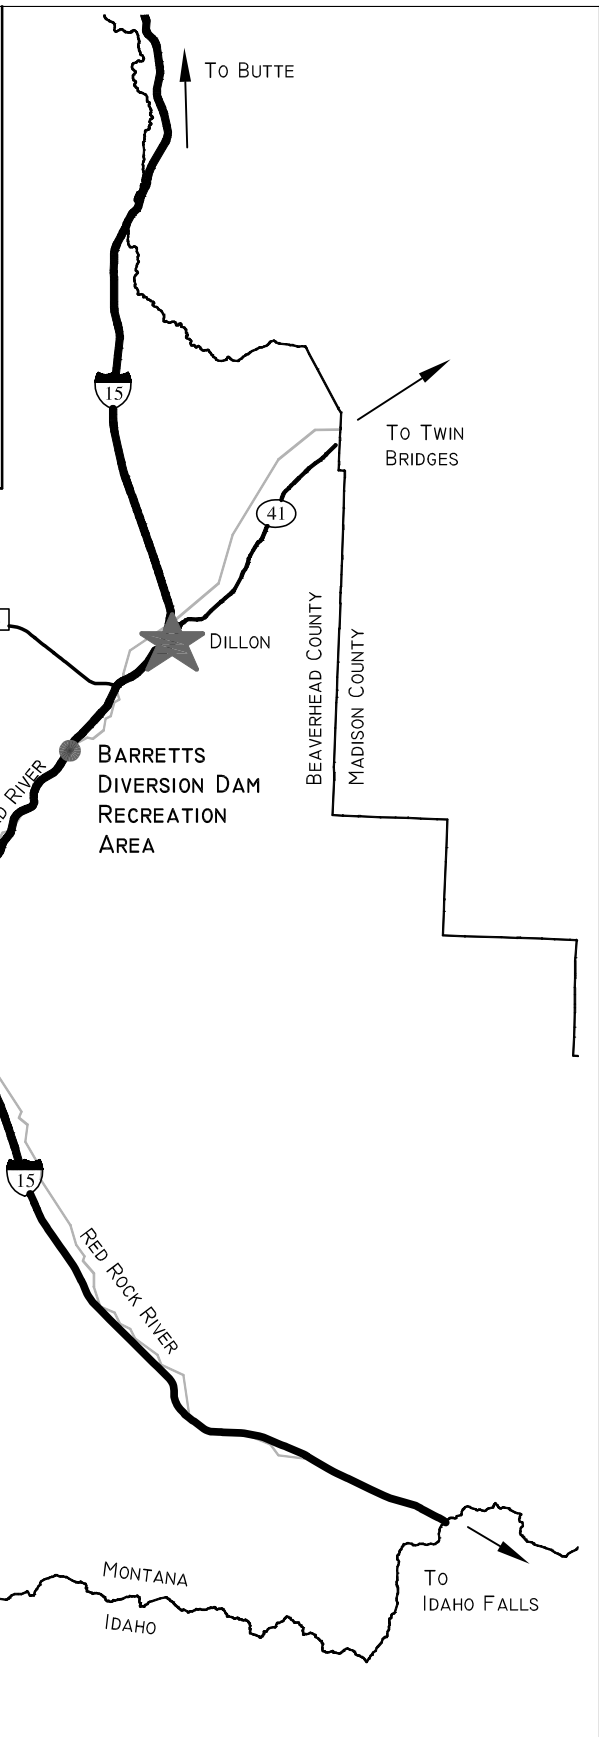 TO BUTTE
15
TO TWIN
BRIDGES
41
DILLON
BEAVERHEAD COUNTY
MADISON COUNTY
RIVER
BARRETTS
DIVERSION DAM
RECREATION
AREA
15
RED ROCK RIVER
MONTANA
IDAHO
TO
IDAHO FALLS